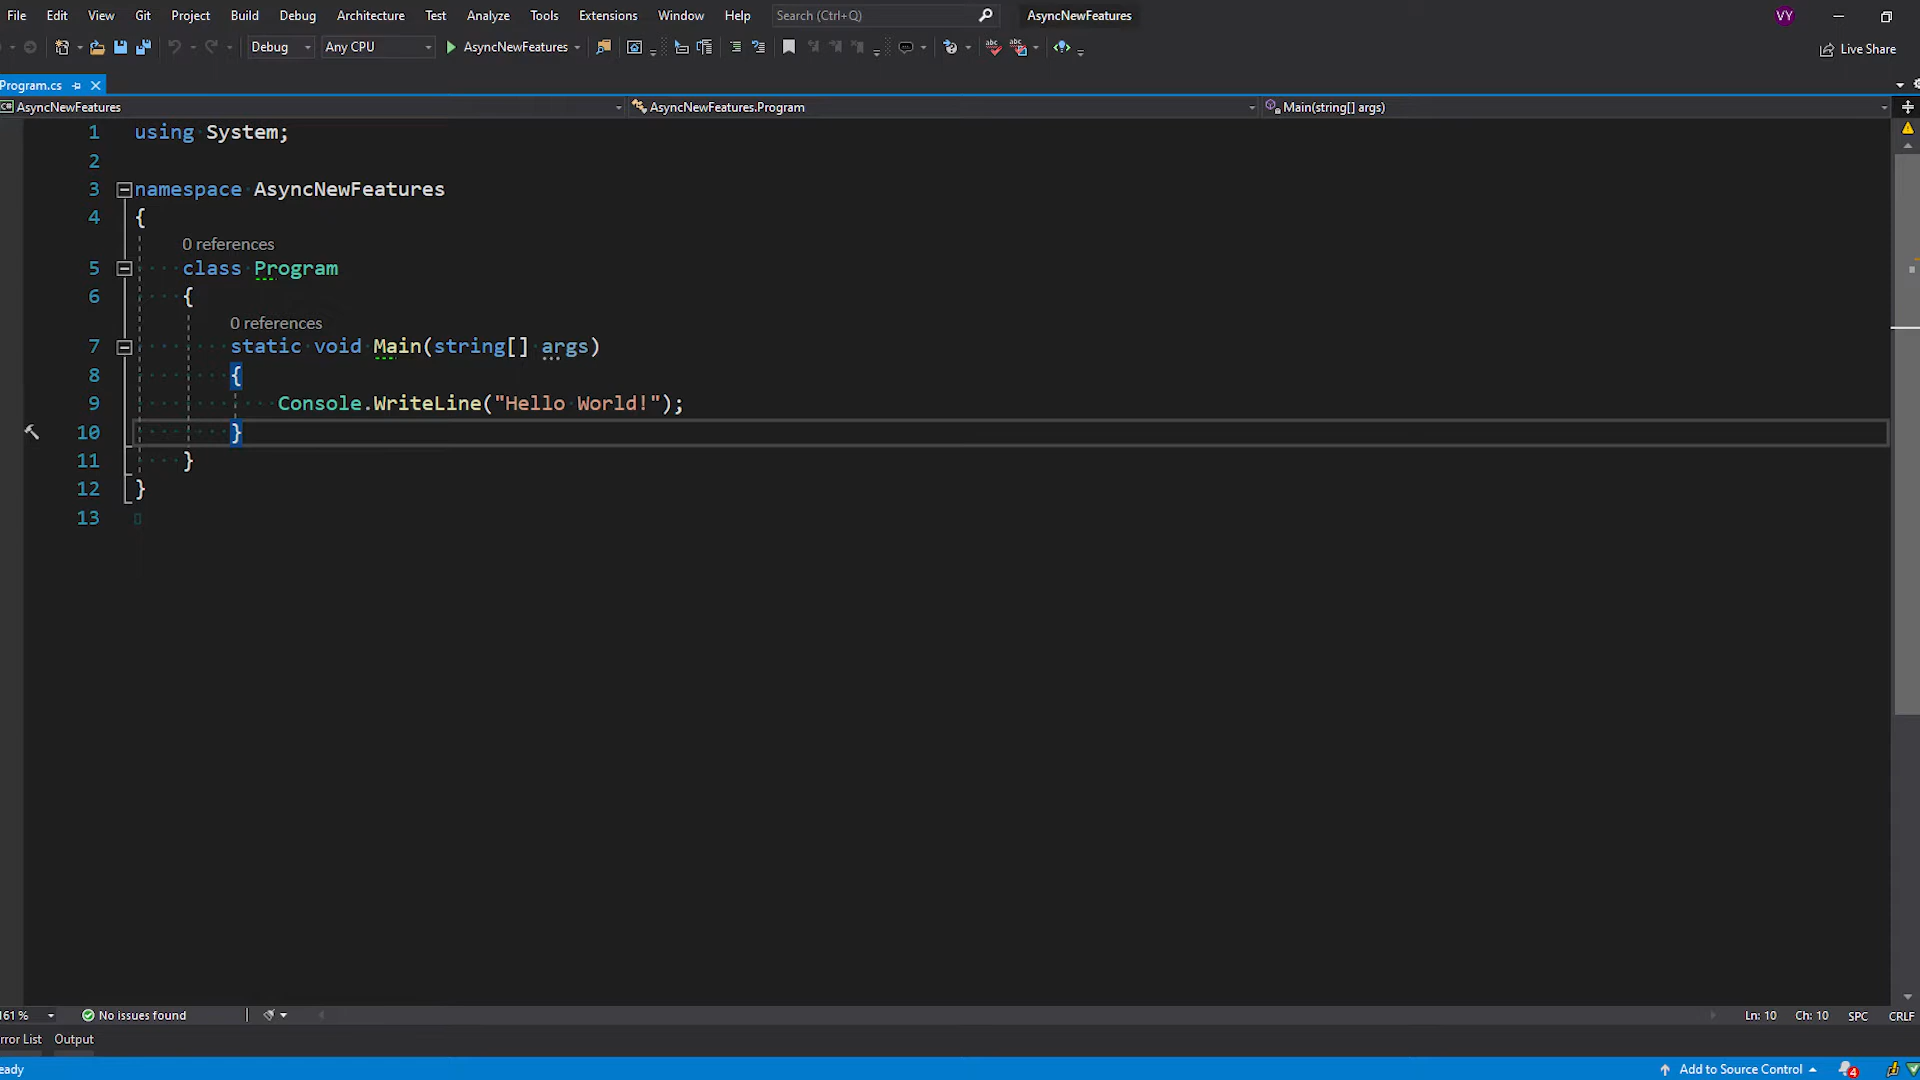 File Edit View Git Project Build Debug Architecture Test Analyze Tools Extensions Window Help Search (Ctrl+Q) AsyncNewFeatures VY
Debug Any CPU AsyncNewFeatures Live Share
Program.cs
AsyncNewFeatures AsyncNewFeatures.Program Main(string[] args)
1 using System;
2
3 namespace AsyncNewFeatures
4 {
0 references
5 class Program
6 {
0 references
7 static void Main(string[] args)
8 {
9 Console.WriteLine("Hello World!");
10 }
11 }
12 }
13
161 % No issues found Ln: 10 Ch: 10 SPC CRLF
rror List Output
eady Add to Source Control 4